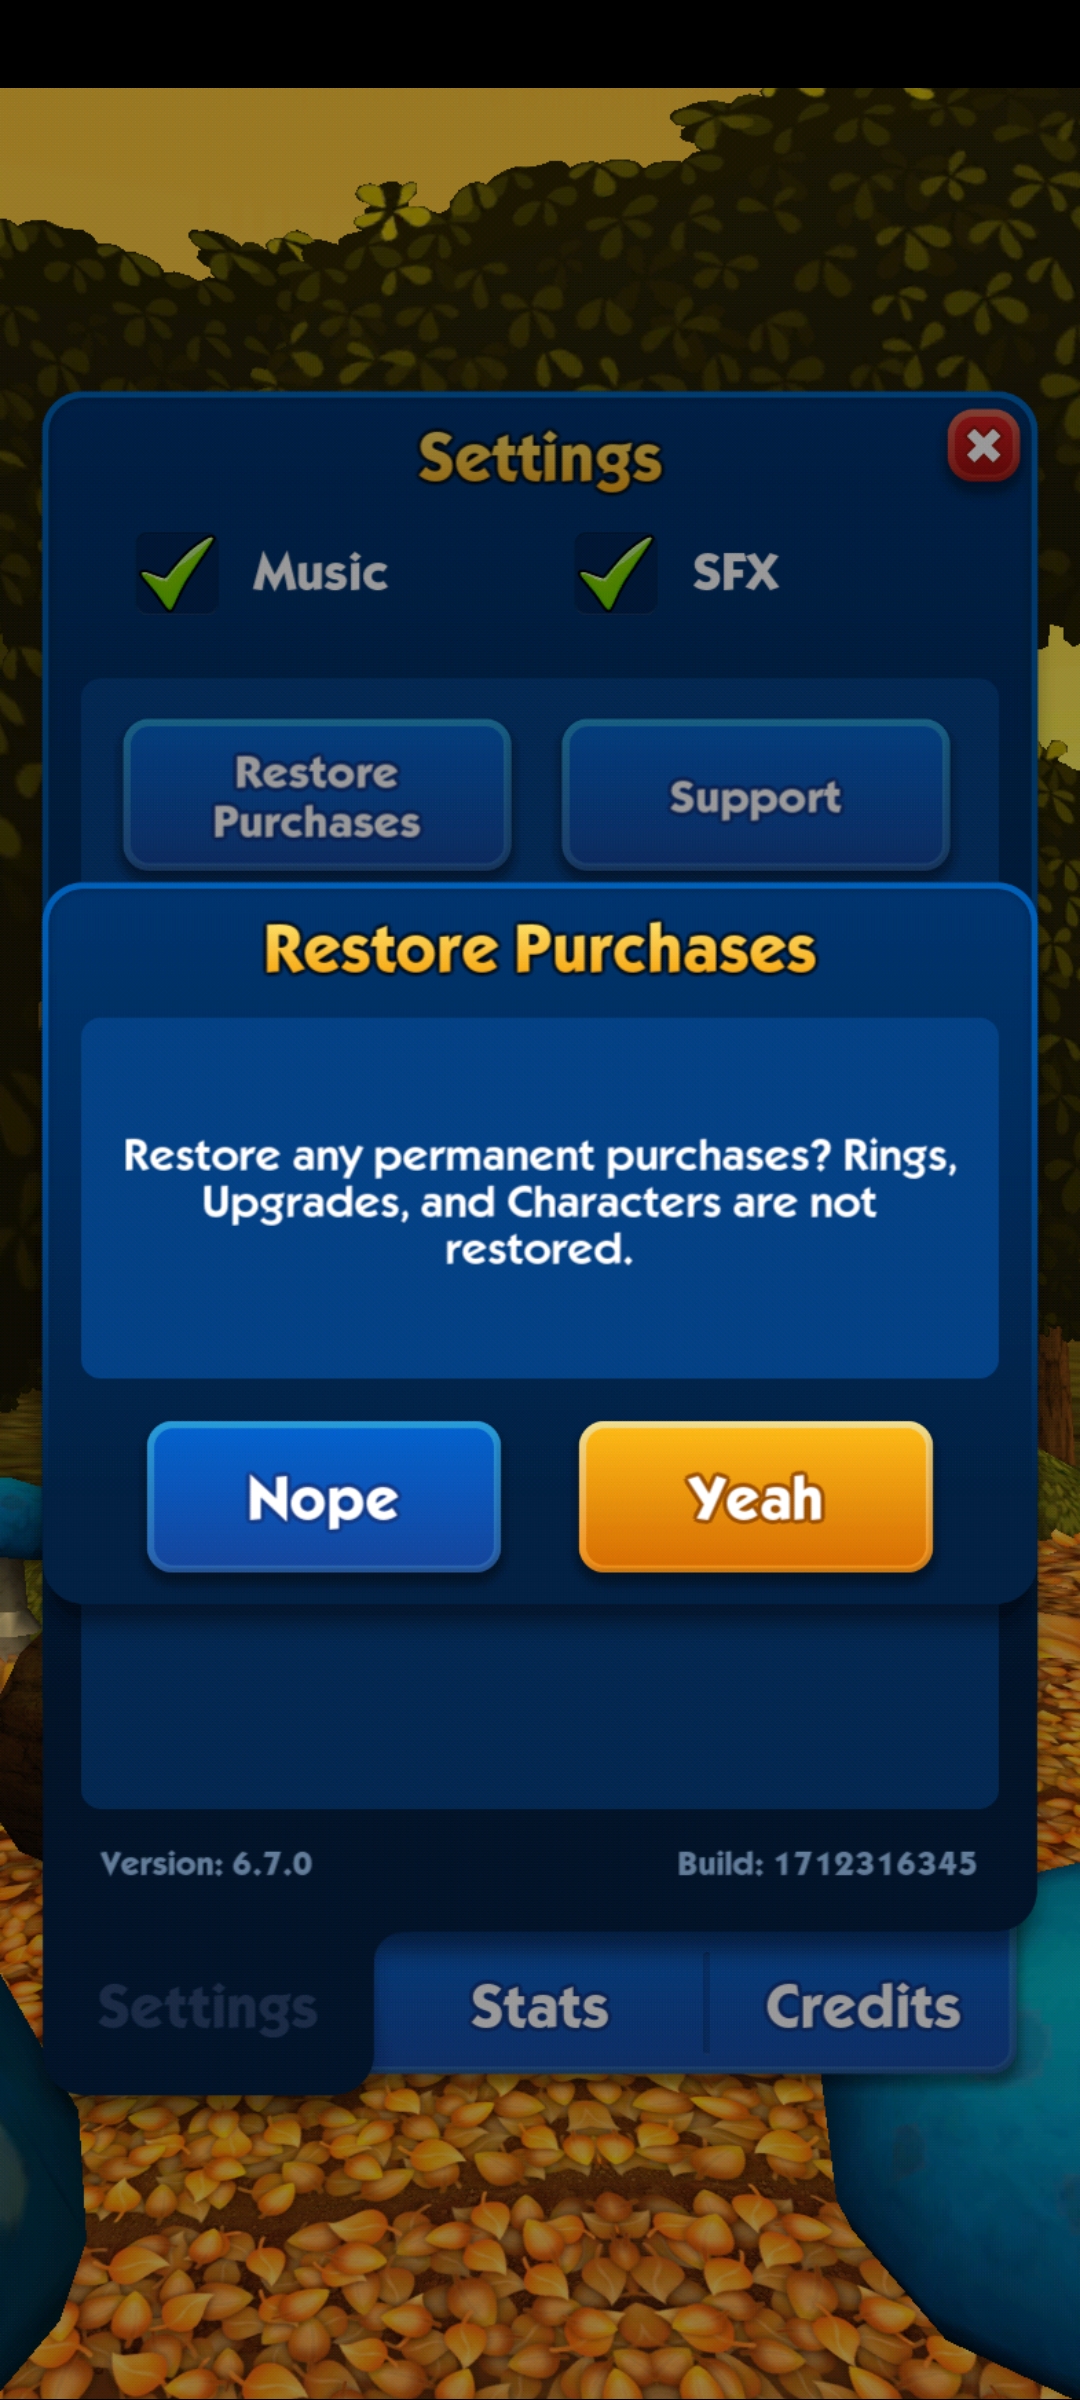 Settings
Music
SFX
Restore
Purchases
Support
Restore Purchases
Restore any permanent purchases? Rings,
Upgrades, and Characters are not
restored.
Nope
Yeah
Version: 6.7.0
Build: 1712316345
Settings
Stats
Credits